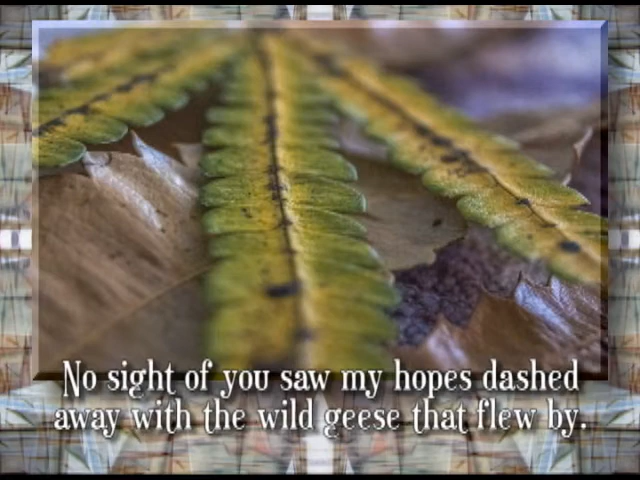 No sight of you saw my hopes dashed
away with the wild geese that flew by.